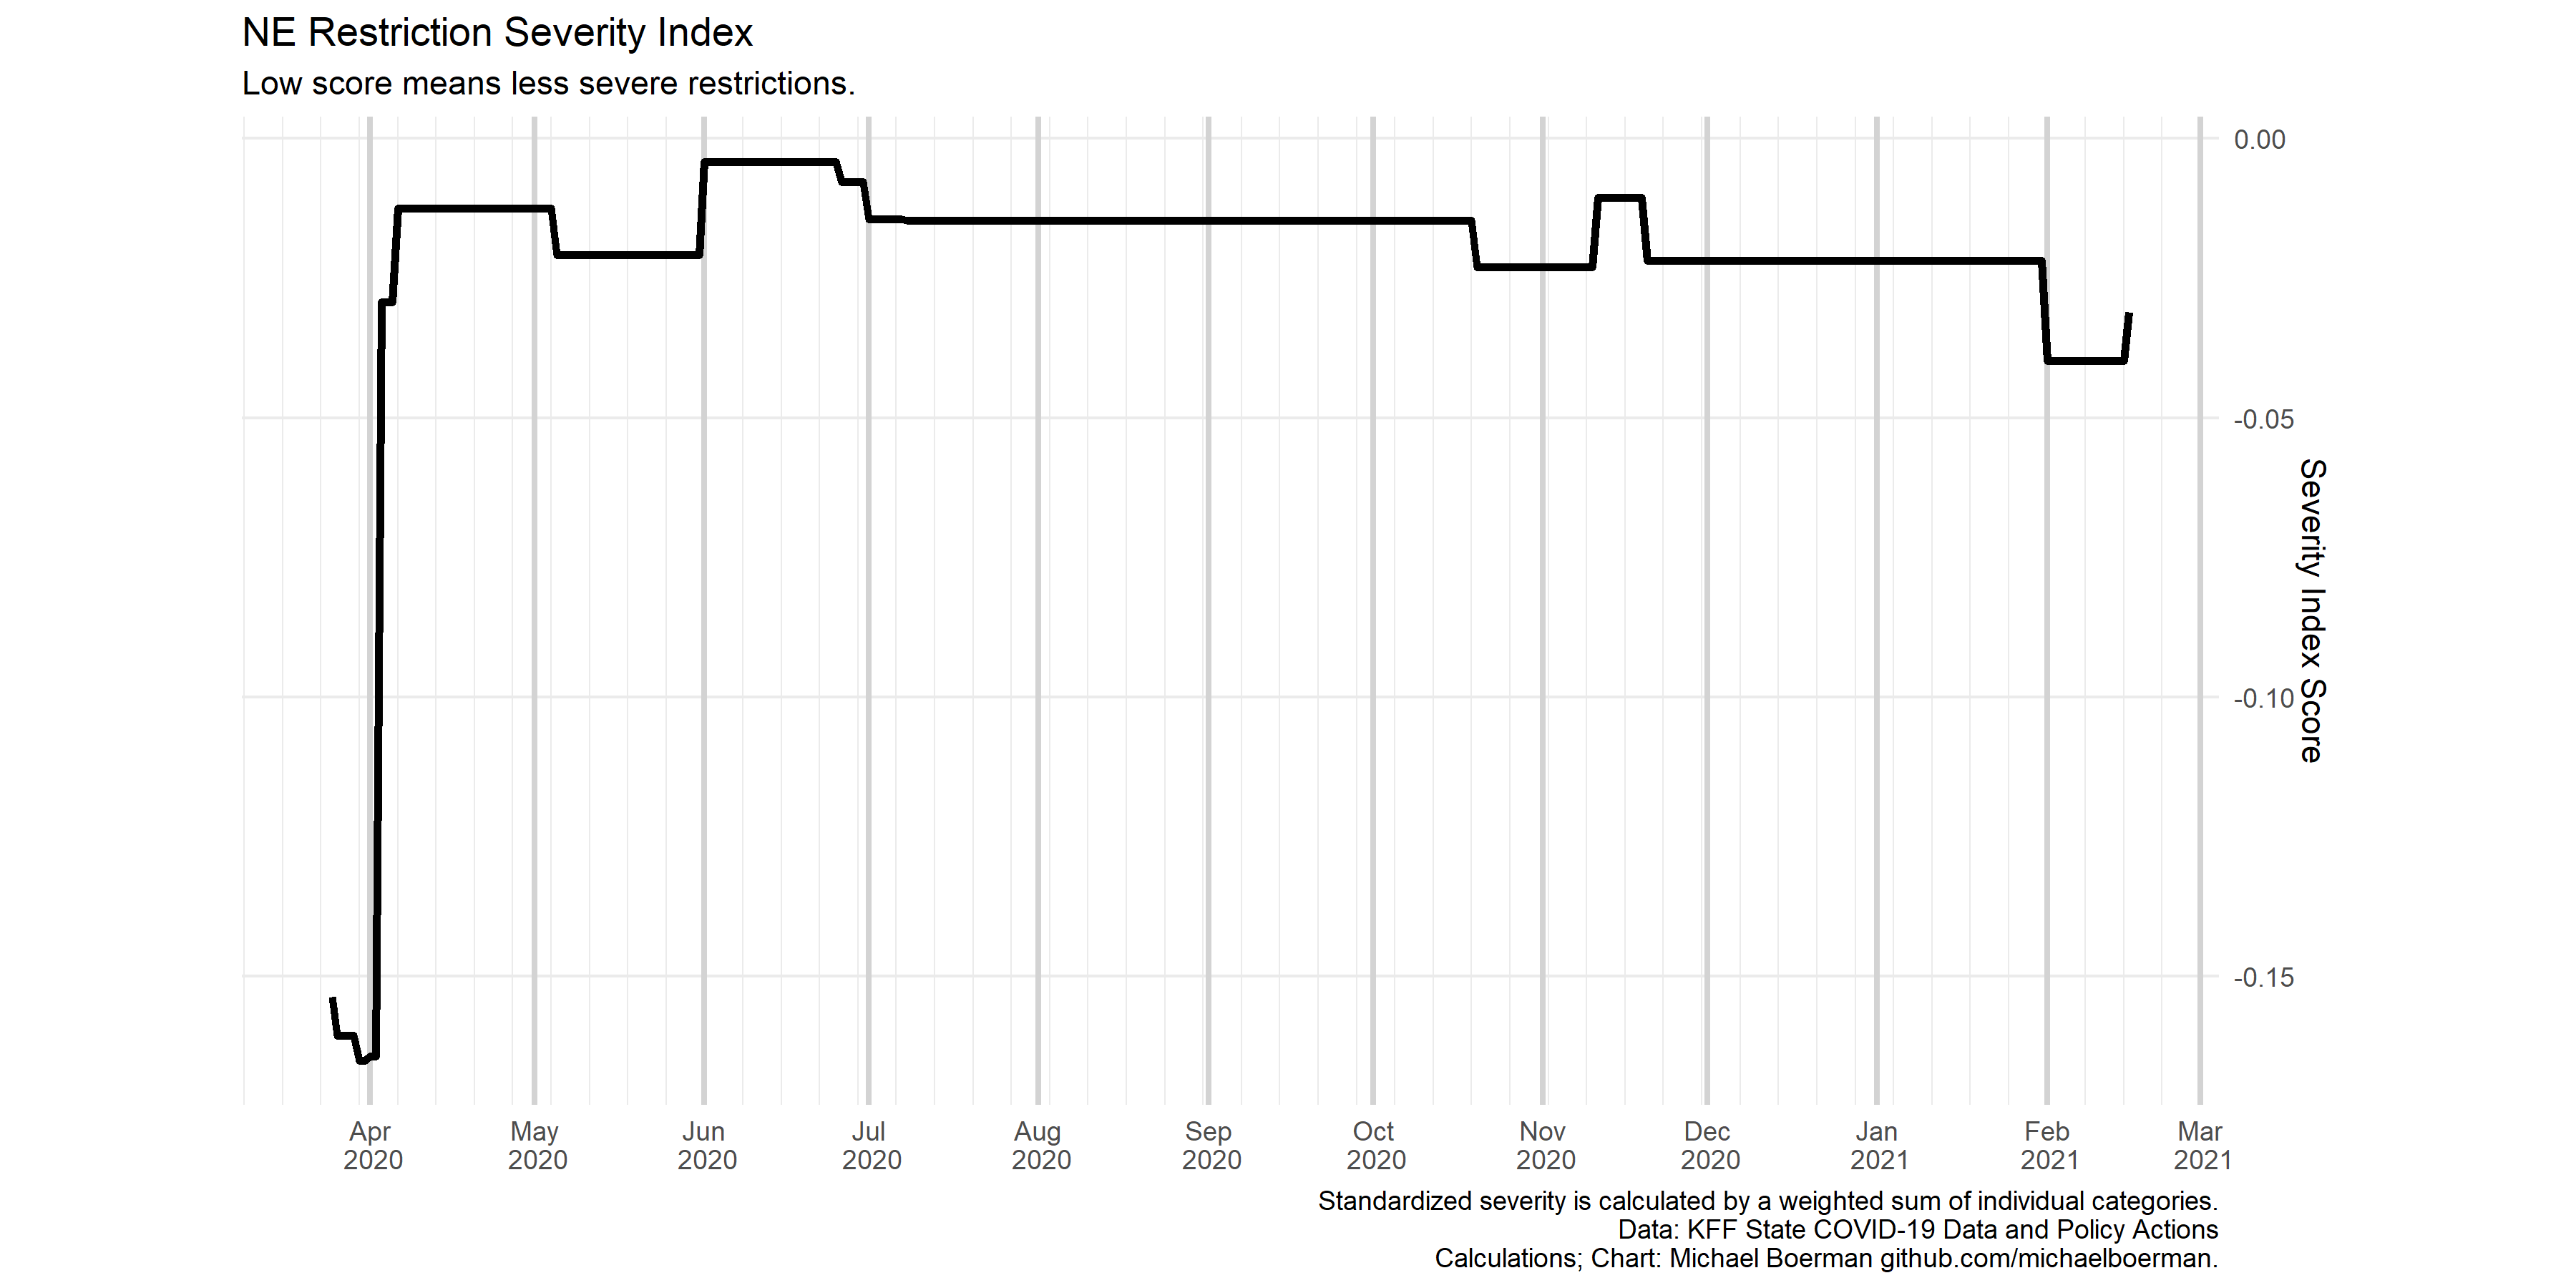 NE Restriction Severity Index
Low score means less severe restrictions.
0.00
-0.05
-0.10
-0.15
Severity Index Score
Apr 2020
May 2020
Jun 2020
Jul 2020
Aug 2020
Sep 2020
Oct 2020
Nov 2020
Dec 2020
Jan 2021
Feb 2021
Mar 2021
Standardized severity is calculated by a weighted sum of individual categories.
Data: KFF State COVID-19 Data and Policy Actions
Calculations; Chart: Michael Boerman github.com/michaelboerman.